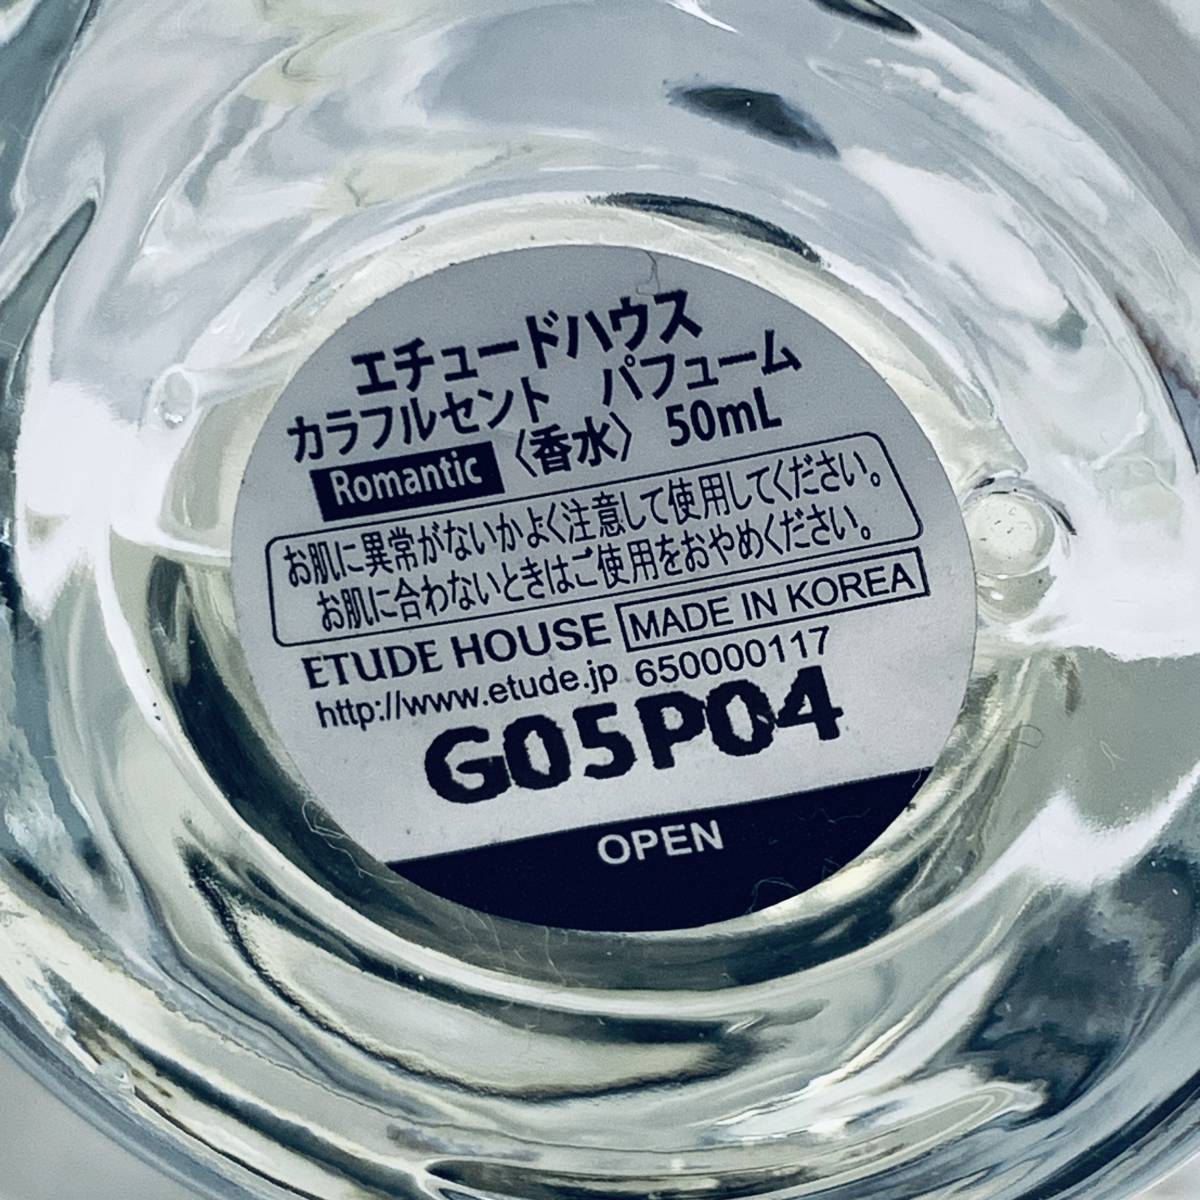 エチュードハウス
カラフルセント パフューム
Romantic 〈香水〉 50mL
お肌に異常がないかよく注意して使用してください。
お肌に合わないときはご使用をおやめください。
ETUDE HOUSE MADE IN KOREA
http://www.etude.jp 650000117
G05P04
OPEN